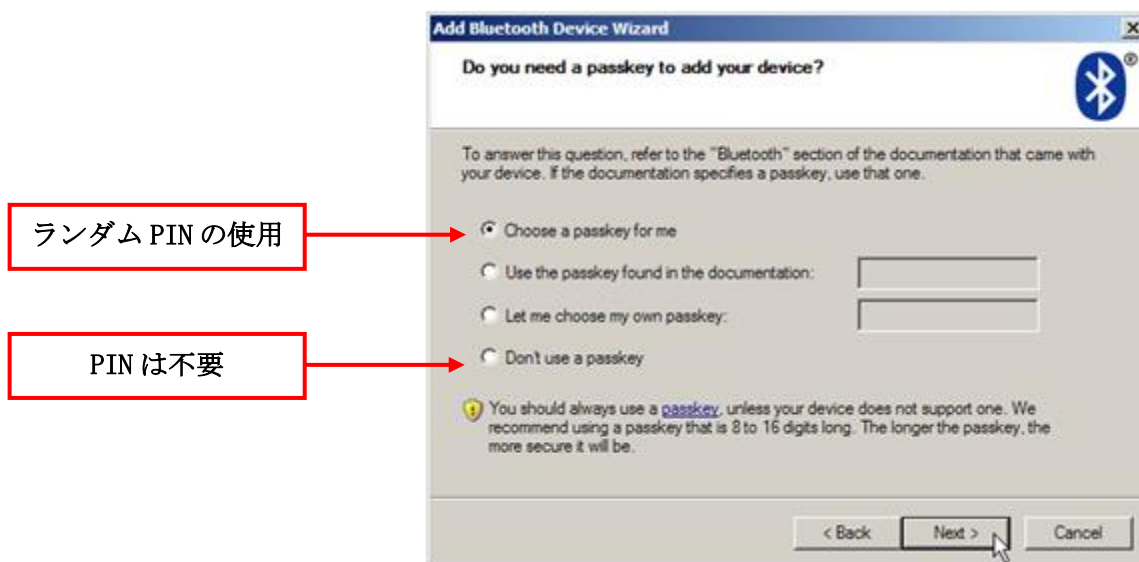 Add Bluetooth Device Wizard
Do you need a passkey to add your device?
®
To answer this question, refer to the "Bluetooth" section of the documentation that came with
your device. If the documentation specifies a passkey, use that one.
ランダム PIN の使用
Choose a passkey for me
Use the passkey found in the documentation:
Let me choose my own passkey:
PIN は不要
Don't use a passkey
You should always use a passkey, unless your device does not support one. We
recommend using a passkey that is 8 to 16 digits long. The longer the passkey, the
more secure it will be.
< Back
Next >
Cancel